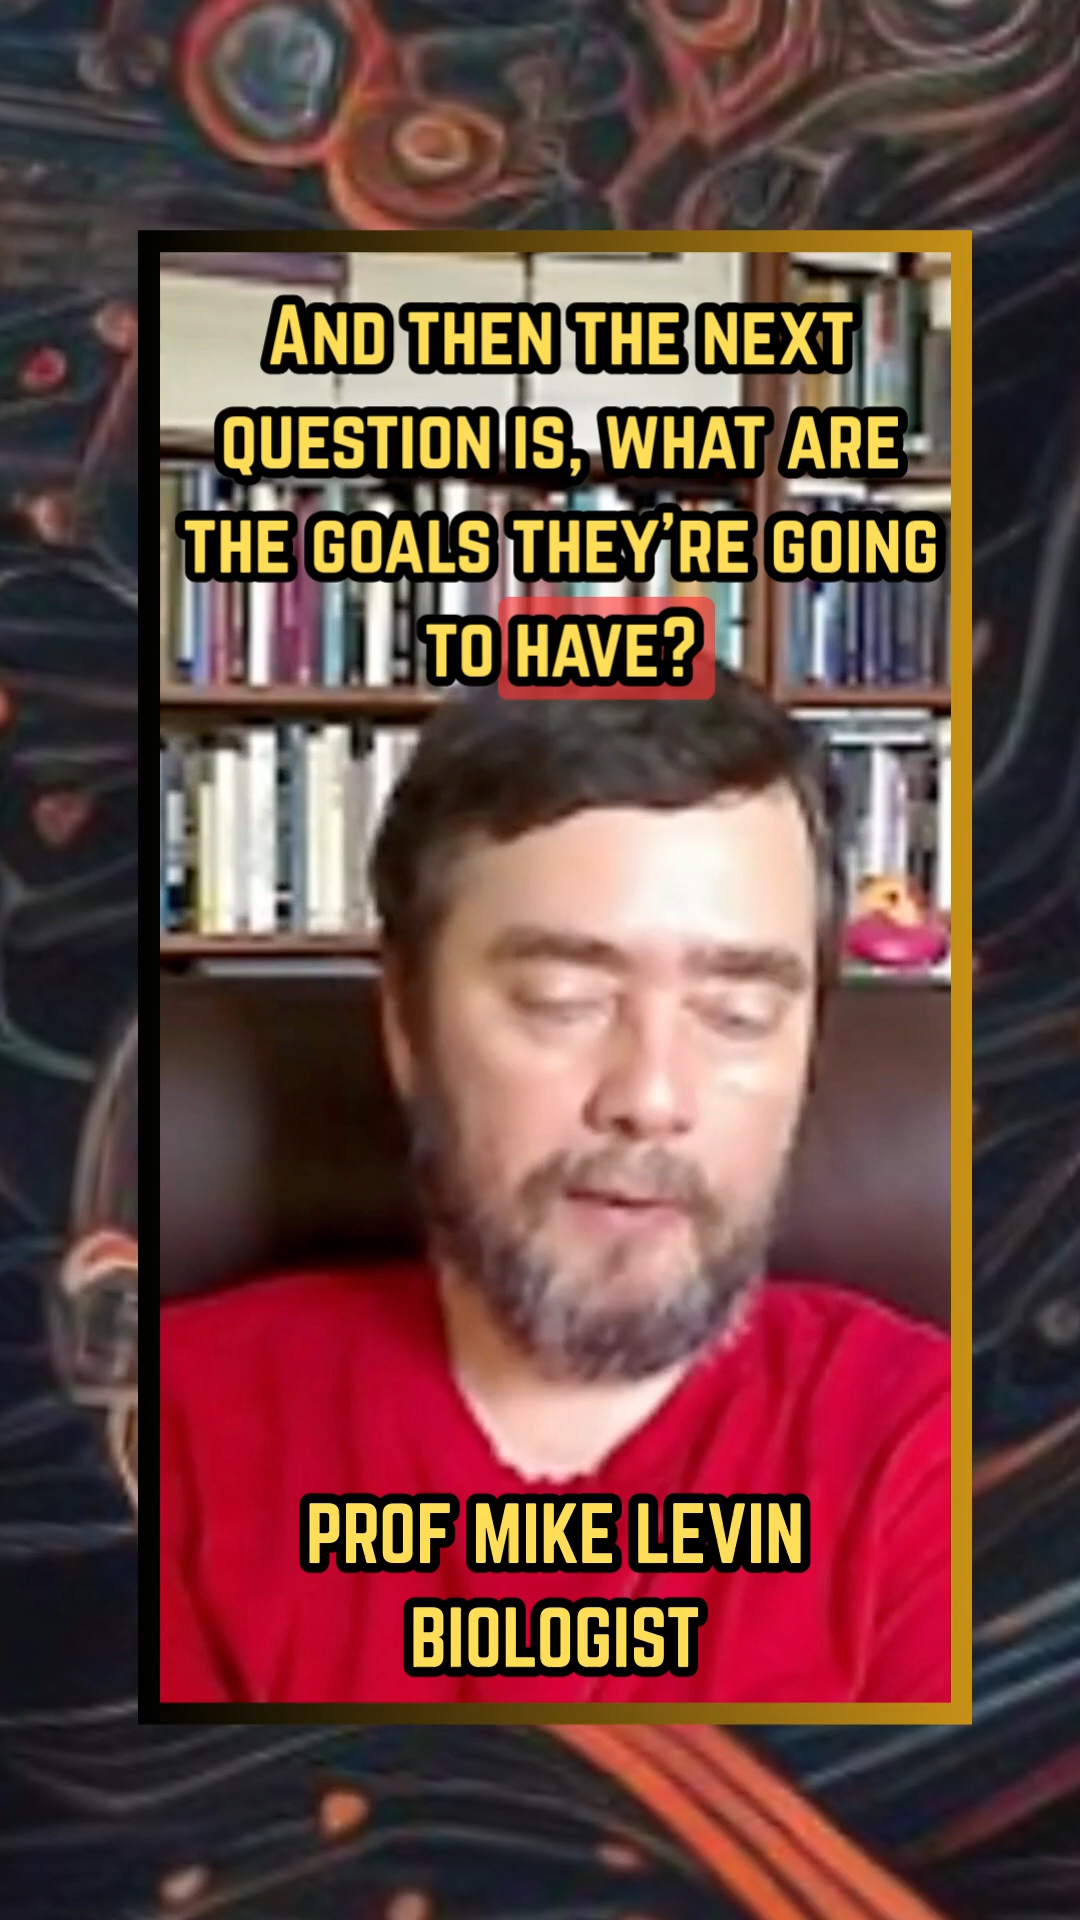 And then the next
question is, what are
the goals they're going
to have?
PROF MIKE LEVIN
BIOLOGIST